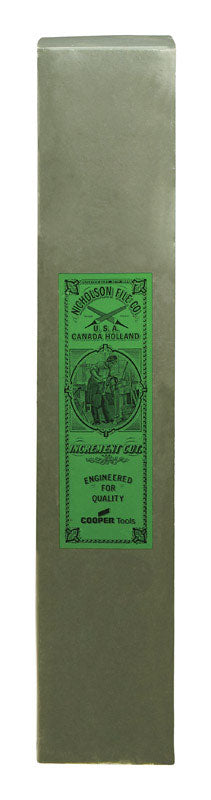 NICHOLSON FILE CO.
U.S.A.
CANADA HOLLAND
INCREMENT CUT
ENGINEERED
FOR
QUALITY
COOPER Tools